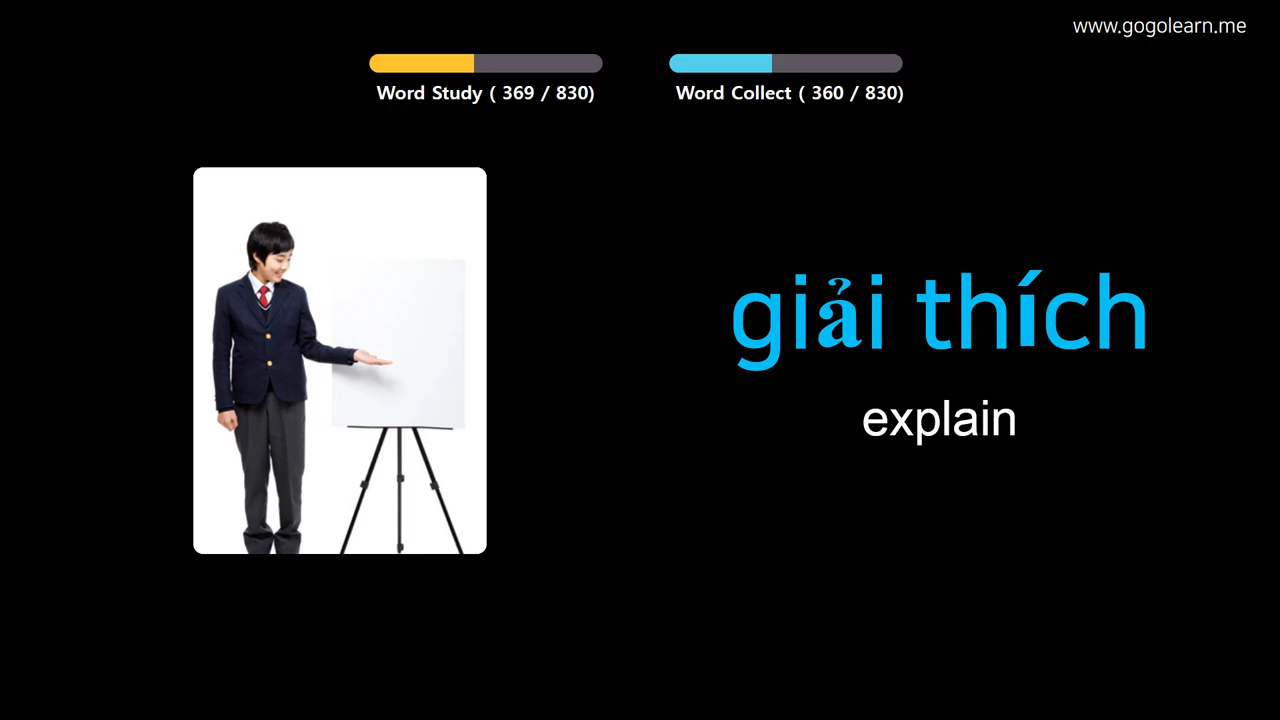 www.gogolearn.me
Word Study ( 369 / 830)
Word Collect ( 360 / 830)
giải thích
explain